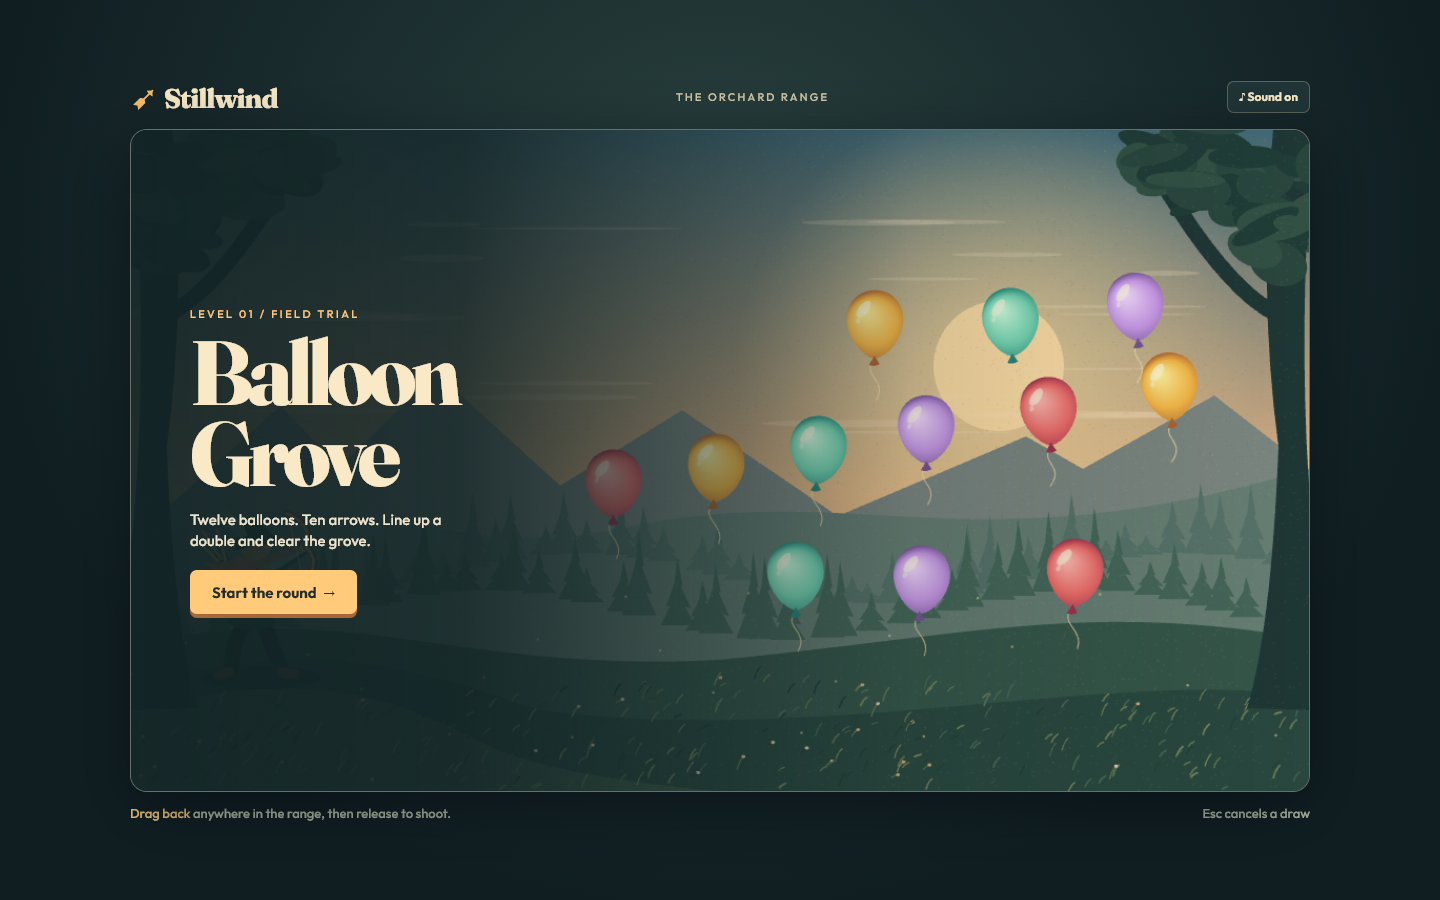 Stillwind
THE ORCHARD RANGE
♪ Sound on
LEVEL 01 / FIELD TRIAL
Balloon
Grove
Twelve balloons. Ten arrows. Line up a
double and clear the grove.
Start the round →
Drag back anywhere in the range, then release to shoot.
Esc cancels a draw